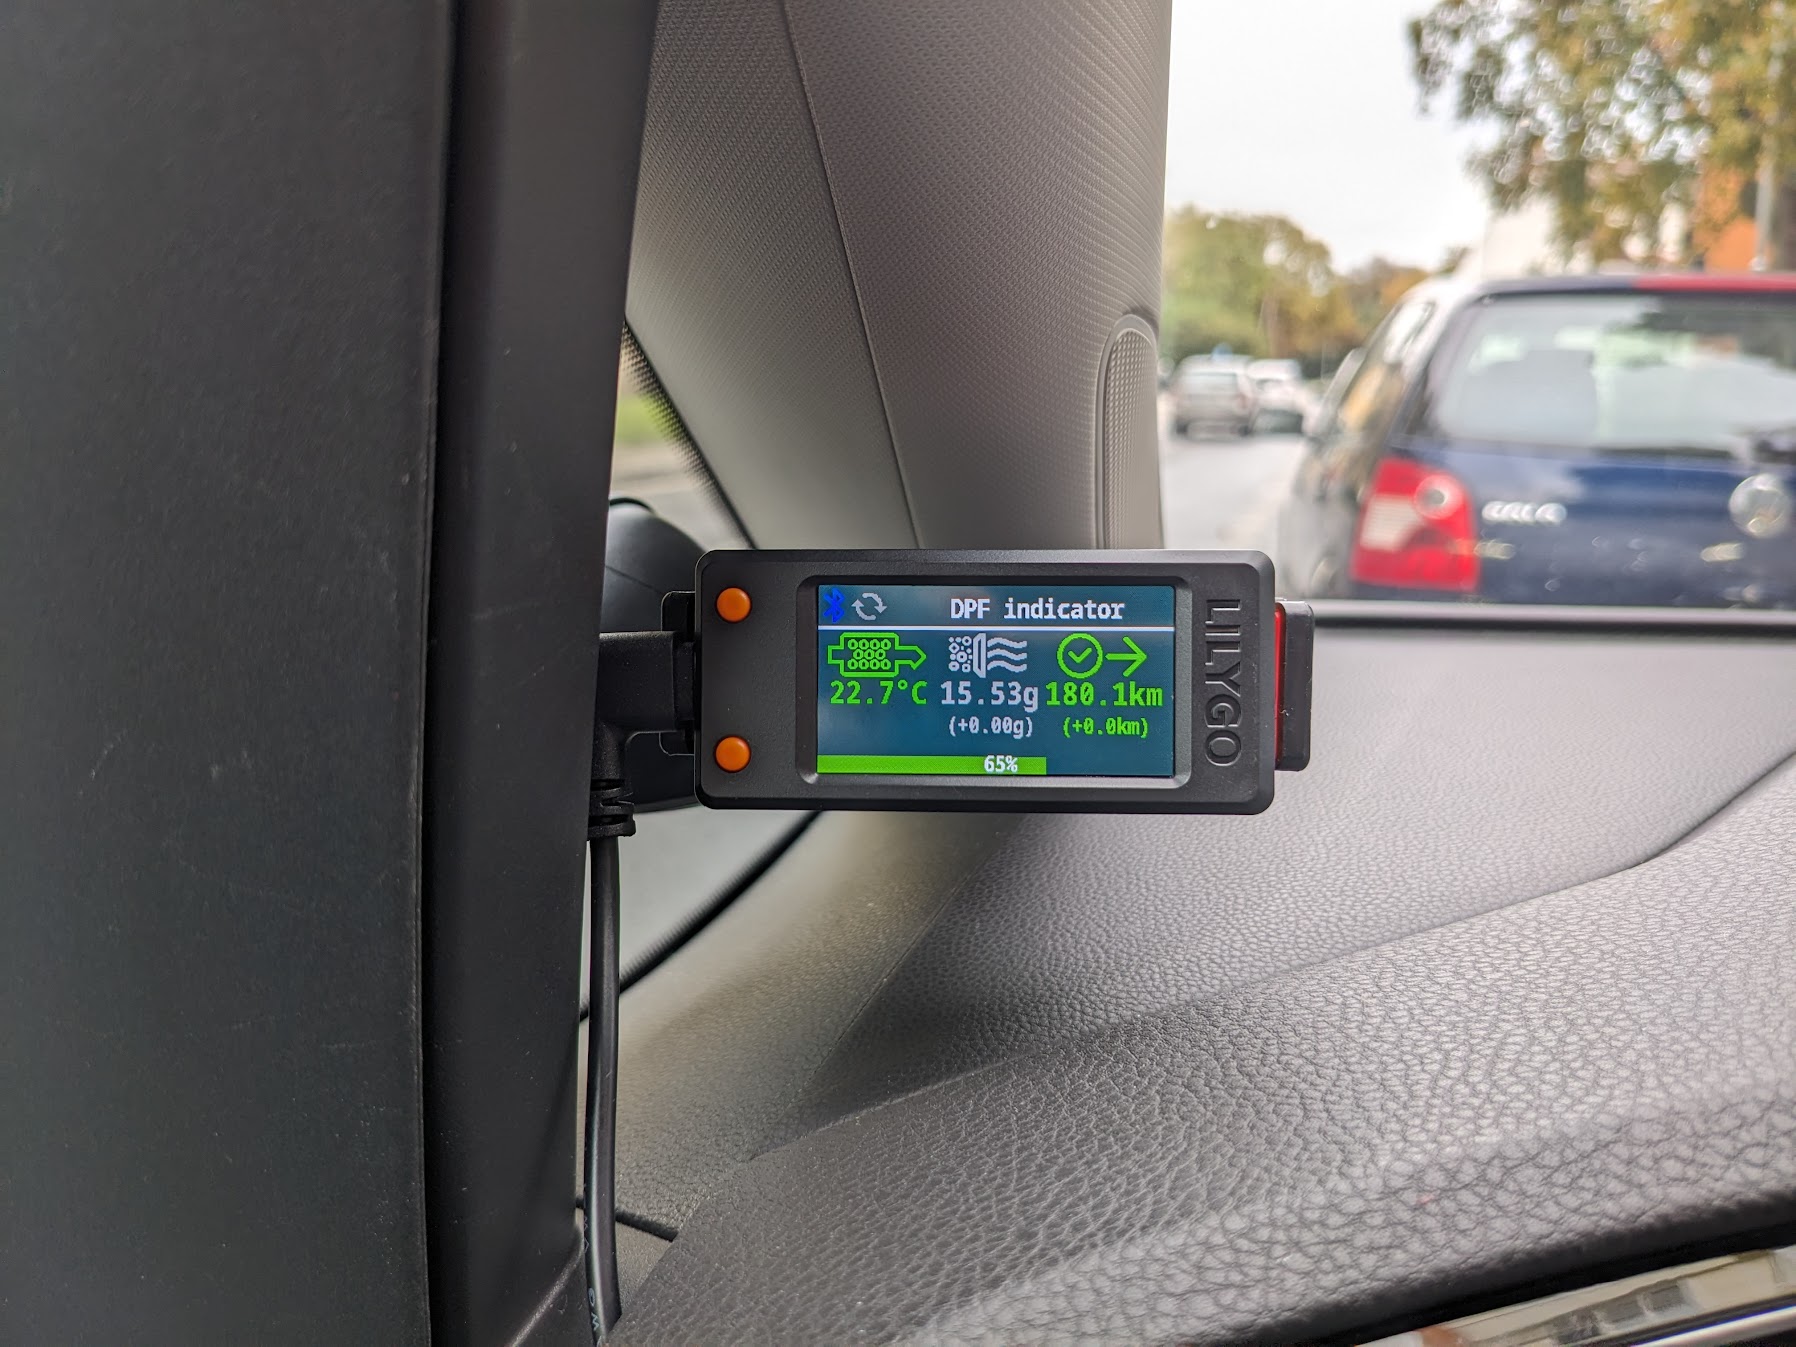 DPF indicator
22.7°C 15.53g 180.1km
(+0.00g) (+0.0km)
65%
LILYGO